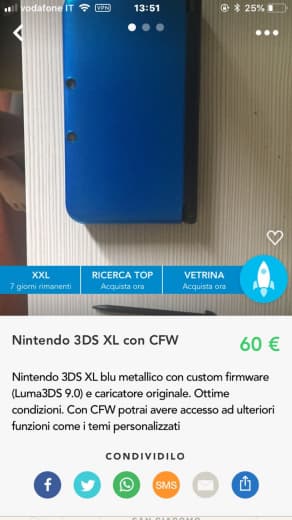 vodafone IT VPN 13:51 25%
XXL RICERCA TOP VETRINA
7 giorni rimanenti Acquista ora Acquista ora
Nintendo 3DS XL con CFW 60 €
Nintendo 3DS XL blu metallico con custom firmware
(Luma3DS 9.0) e caricatore originale. Ottime
condizioni. Con CFW potrai avere accesso ad ulteriori
funzioni come i temi personalizzati
CONDIVIDILO
SMS
SAN GIACOMO